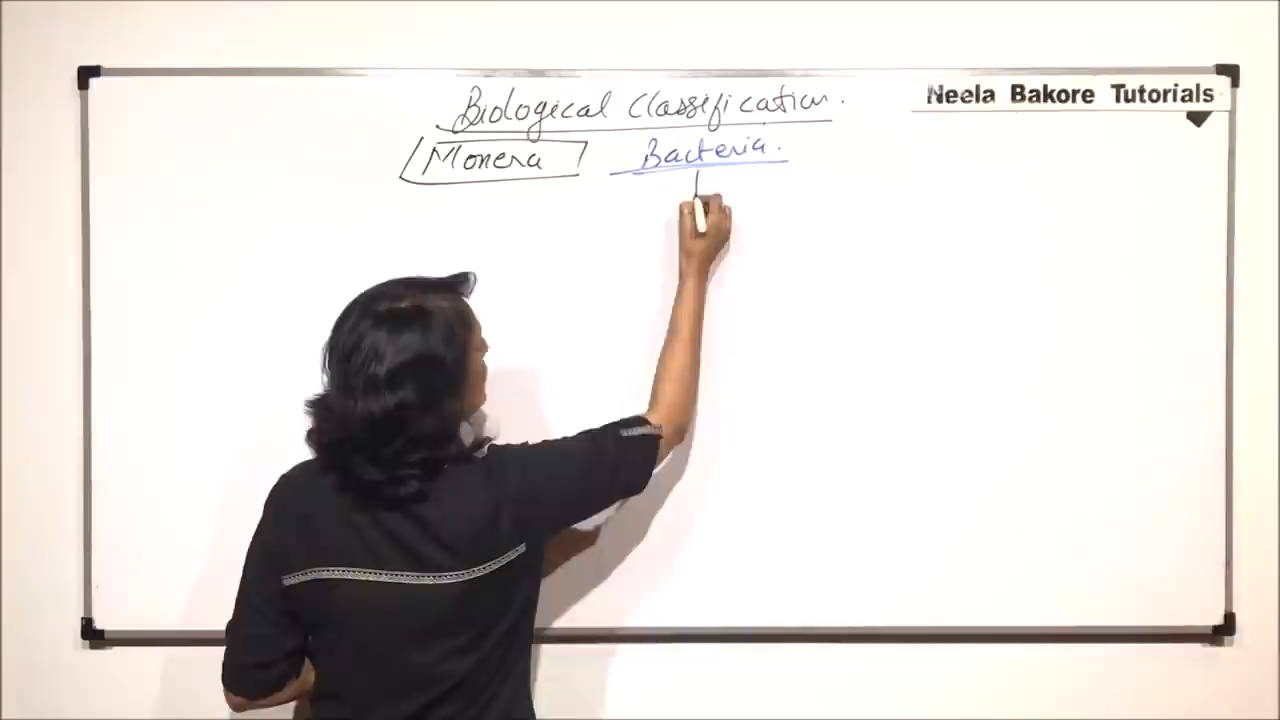 Biological Classification.
Neela Bakore Tutorials
Monera Bacteria.